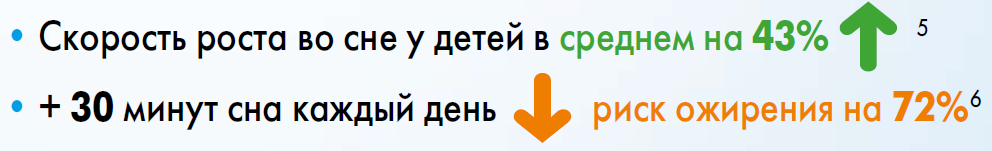 • Скорость роста во сне у детей в среднем на 43% 5
• + 30 минут сна каждый день риск ожирения на 72%6